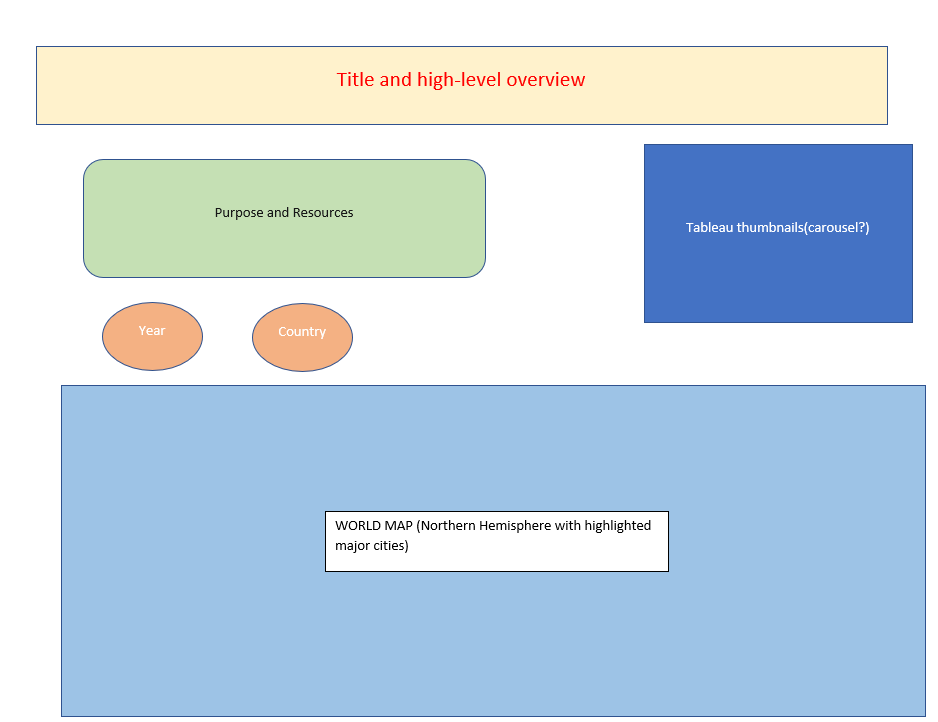 Title and high-level overview
Purpose and Resources
Tableau thumbnails(carousel?)
Year
Country
WORLD MAP (Northern Hemisphere with highlighted
major cities)